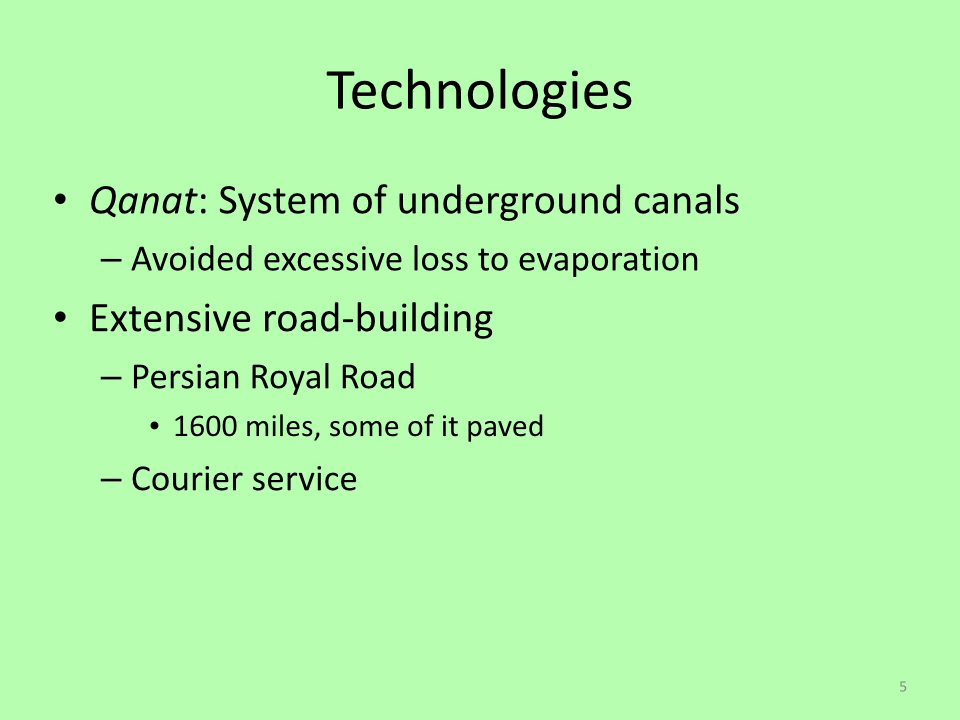 Technologies
• Qanat: System of underground canals
– Avoided excessive loss to evaporation
• Extensive road-building
– Persian Royal Road
• 1600 miles, some of it paved
– Courier service
5